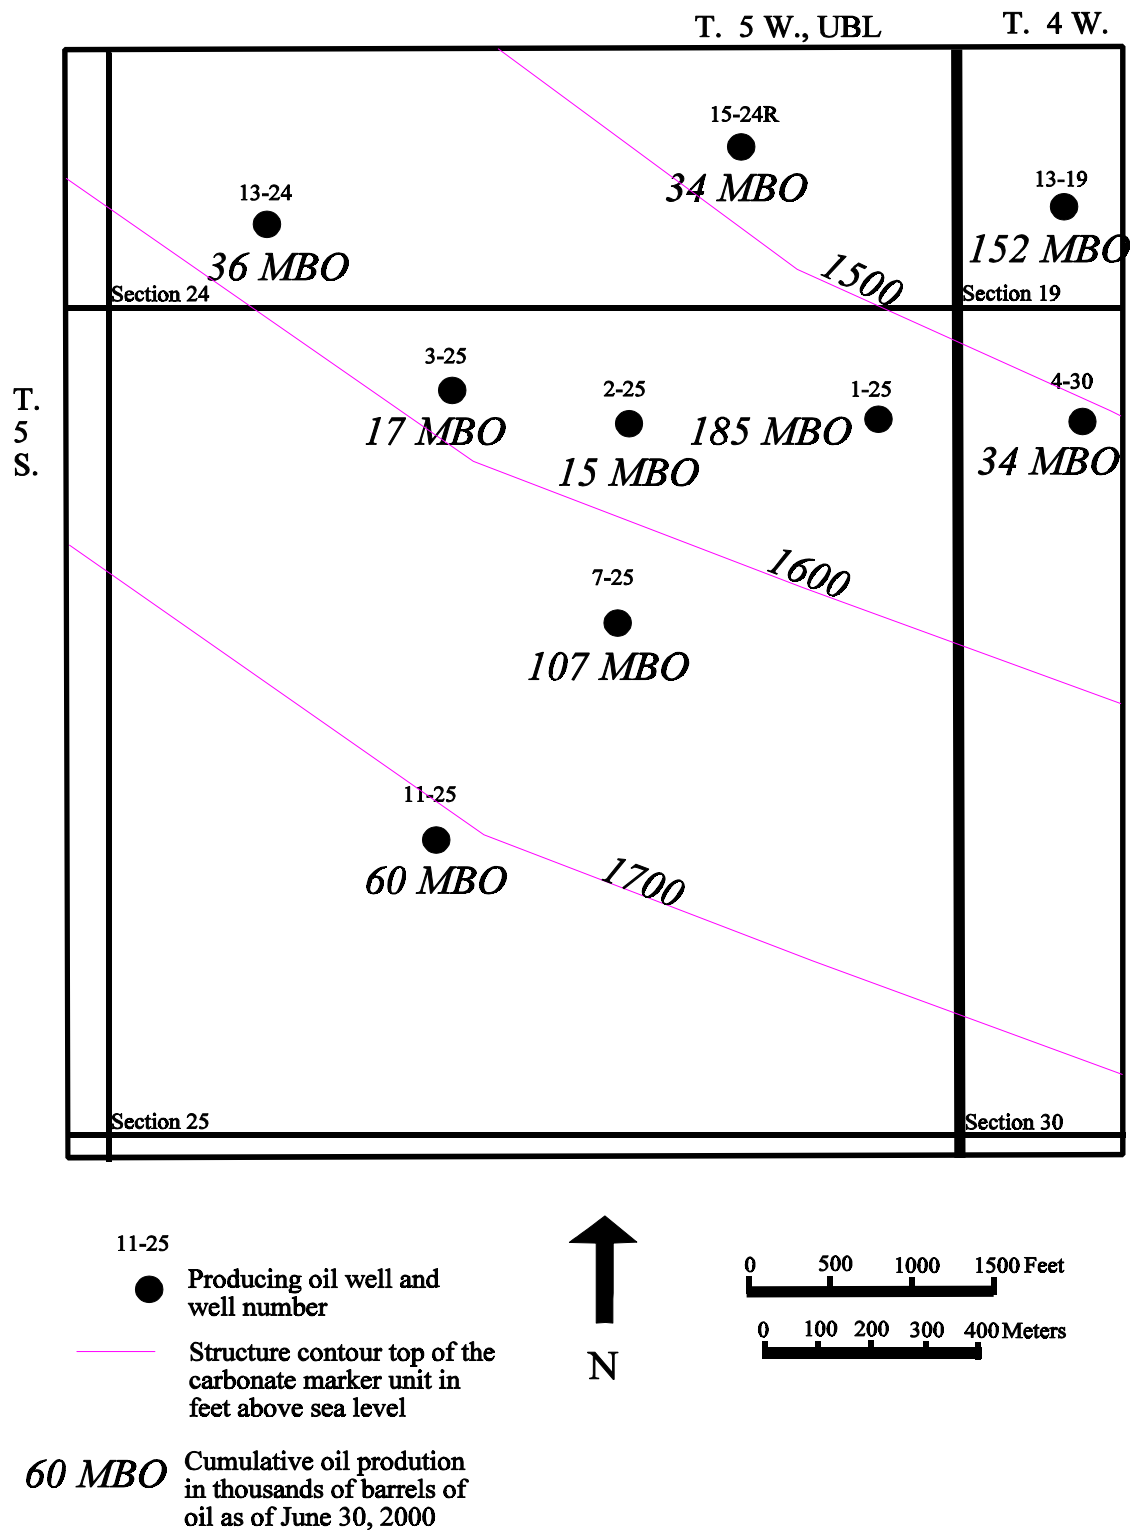 T. 5 W., UBL
T. 4 W.
15-24R
34 MBO
13-24
36 MBO
13-19
152 MBO
1500
Section 24
Section 19
T.
5
S.
3-25
17 MBO
2-25
15 MBO
1-25
185 MBO
4-30
34 MBO
1600
7-25
107 MBO
11-25
60 MBO
1700
Section 25
Section 30
11-25
Producing oil well and
well number
Structure contour top of the
carbonate marker unit in
feet above sea level
60 MBO
Cumulative oil prodution
in thousands of barrels of
oil as of June 30, 2000
N
0 500 1000 1500 Feet
0 100 200 300 400 Meters